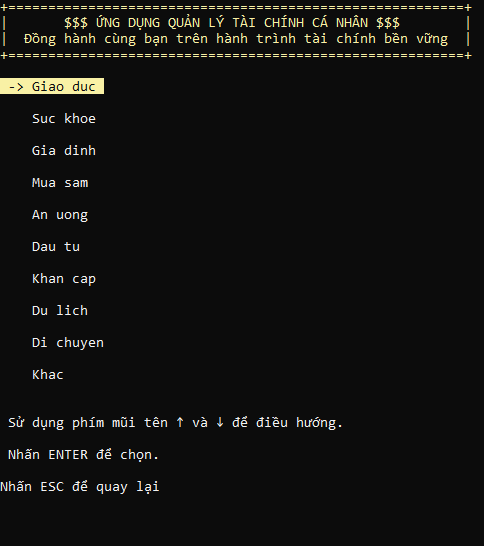 +=========================================================+
|       $$$ ỨNG DỤNG QUẢN LÝ TÀI CHÍNH CÁ NHÂN $$$        |
|  Đồng hành cùng bạn trên hành trình tài chính bền vững  |
+=========================================================+
-> Giao duc
Suc khoe
Gia dinh
Mua sam
An uong
Dau tu
Khan cap
Du lich
Di chuyen
Khac
Sử dụng phím mũi tên ↑ và ↓ để điều hướng.
Nhấn ENTER để chọn.
Nhấn ESC để quay lại